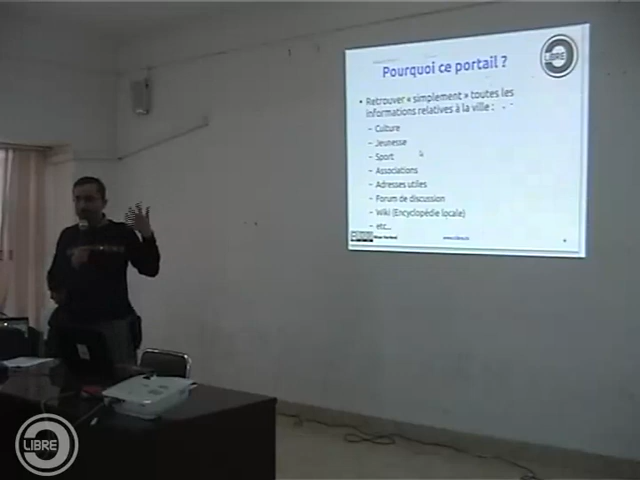 Pourquoi ce portail ?
LIBRE
• Retrouver « simplement » toutes les
informations relatives à la ville :
– Culture
– Jeunesse
– Sport
– Associations
– Adresses utiles
– Forum de discussion
– Wiki (Encyclopédie locale)
– etc...
LIBRE